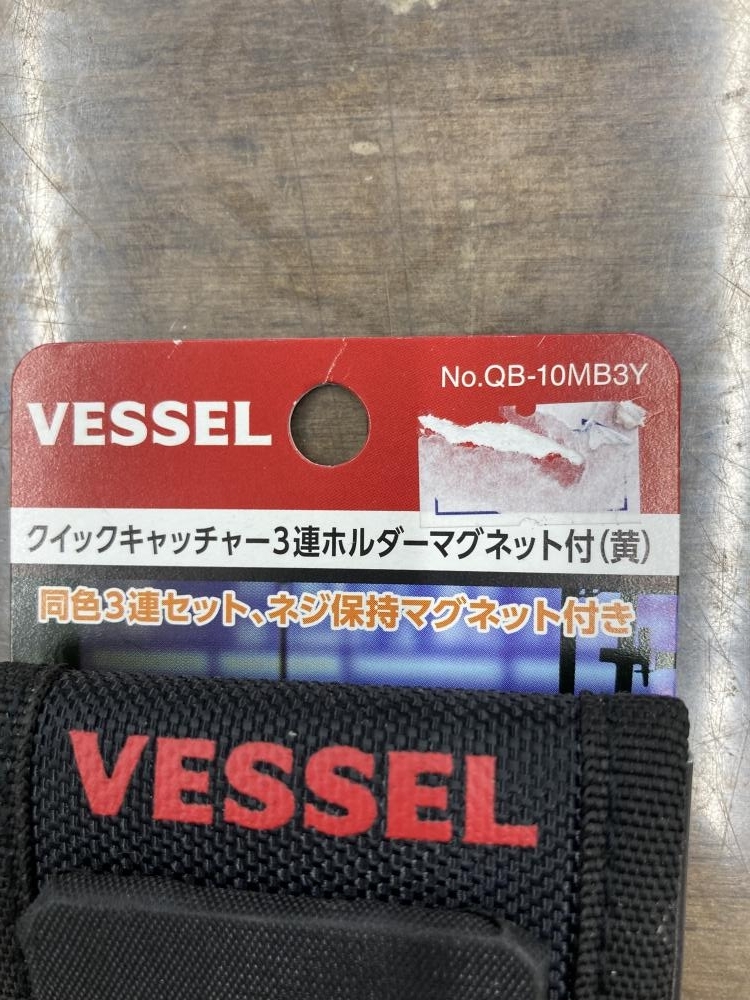 No.QB-10MB3Y
VESSEL
クイックキャッチャー3連ホルダーマグネット付(黄)
同色3連セット、ネジ保持マグネット付き
VESSEL